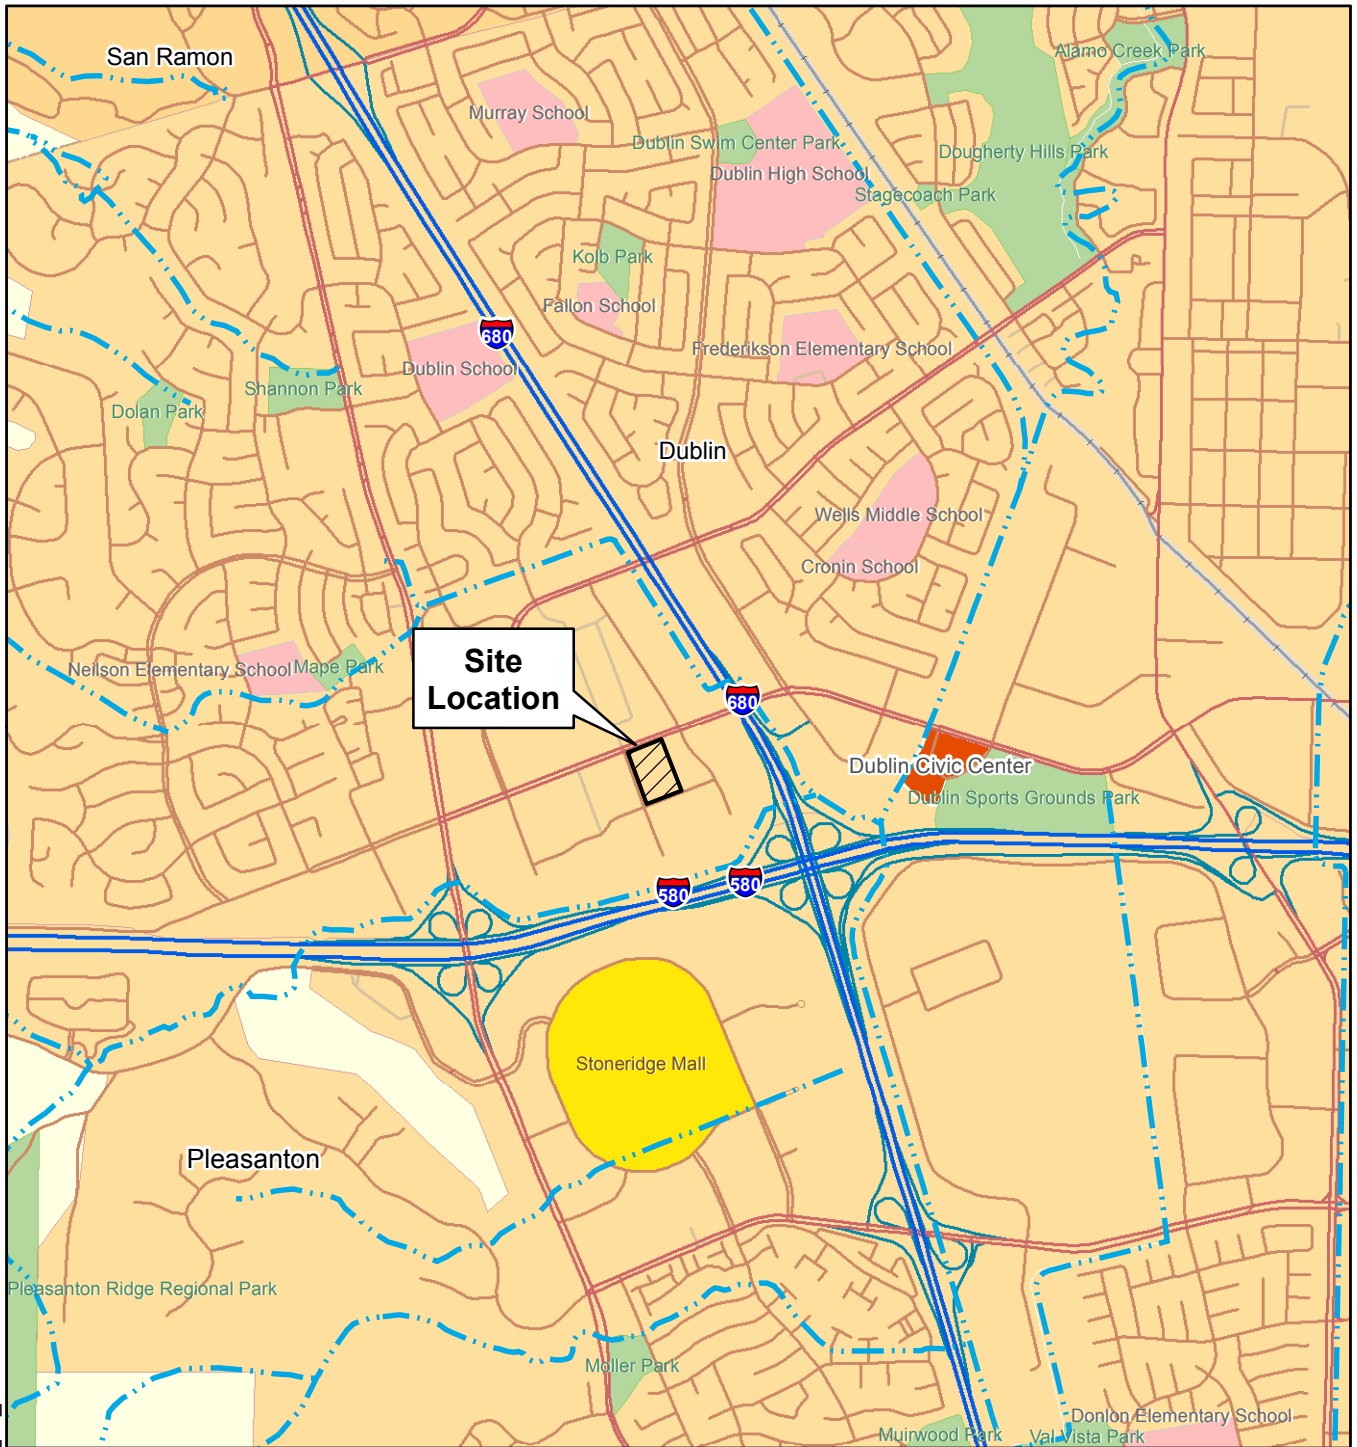 San Ramon
Alamo Creek Park
Murray School
Dublin Swim Center Park
Dougherty Hills Park
Dublin High School
Stagecoach Park
Kolb Park
Fallon School
680
Frederikson Elementary School
Dublin School
Shannon Park
Dolan Park
Dublin
Wells Middle School
Cronin School
Site
Location
Neilson Elementary School
Mape Park
680
Dublin Civic Center
Dublin Sports Grounds Park
580
580
Stoneridge Mall
Pleasanton
Pleasanton Ridge Regional Park
Moller Park
Donlon Elementary School
Muirwood Park
Val Vista Park